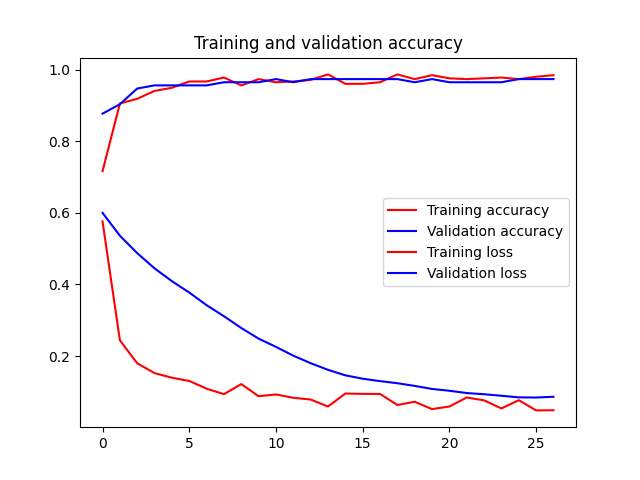 Training and validation accuracy
1.0
0.8
0.6
0.4
0.2
Training accuracy
Validation accuracy
Training loss
Validation loss
0 5 10 15 20 25